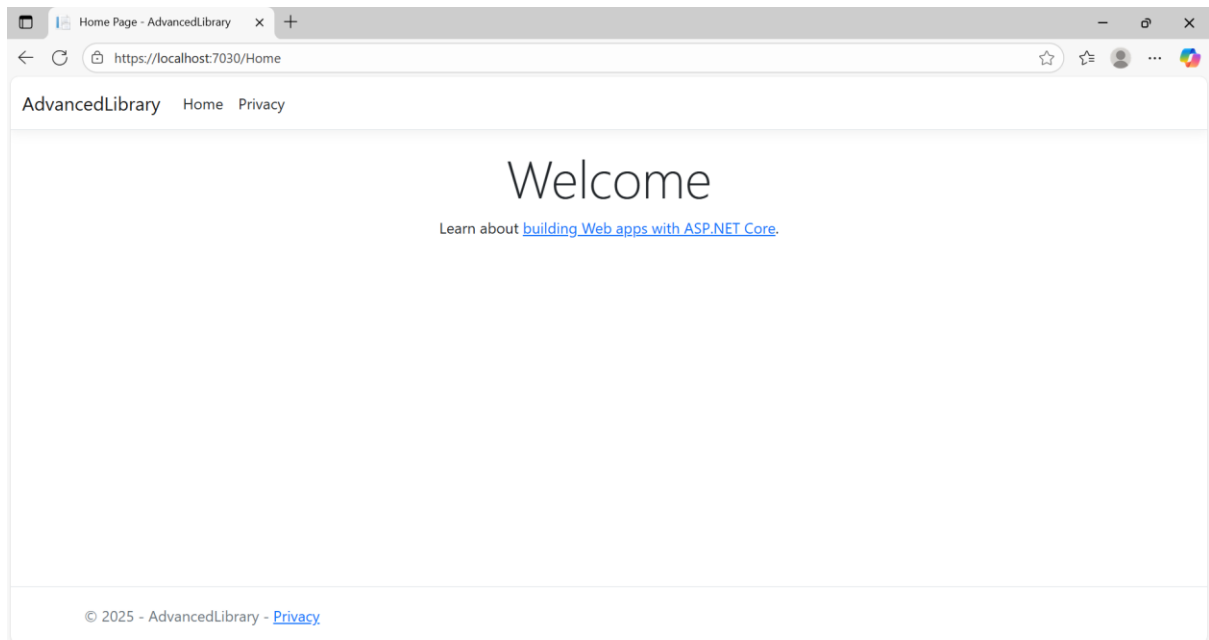 Home Page - AdvancedLibrary
https://localhost:7030/Home
AdvancedLibrary Home Privacy
Welcome
Learn about building Web apps with ASP.NET Core.
© 2025 - AdvancedLibrary - Privacy